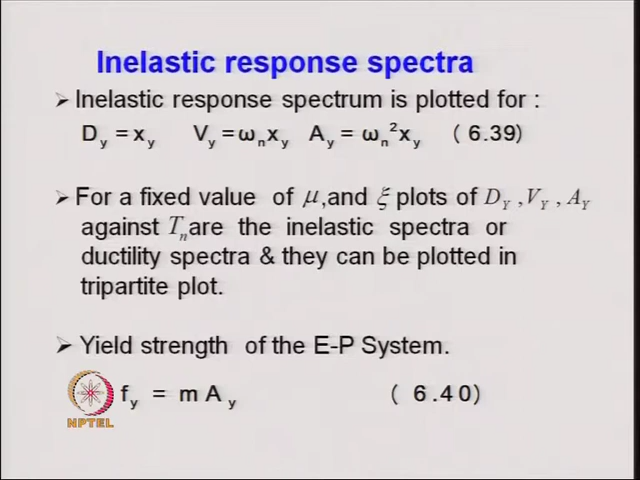 Inelastic response spectra
➢ Inelastic response spectrum is plotted for :
D_y = x_y V_y = ω_n x_y A_y = ω_n² x_y ( 6.39)
➢ For a fixed value of μ ,and ξ plots of D_Y , V_Y , A_Y
against T_n are the inelastic spectra or
ductility spectra & they can be plotted in
tripartite plot.
➢ Yield strength of the E-P System.
f_y = m A_y ( 6.40)
NPTEL